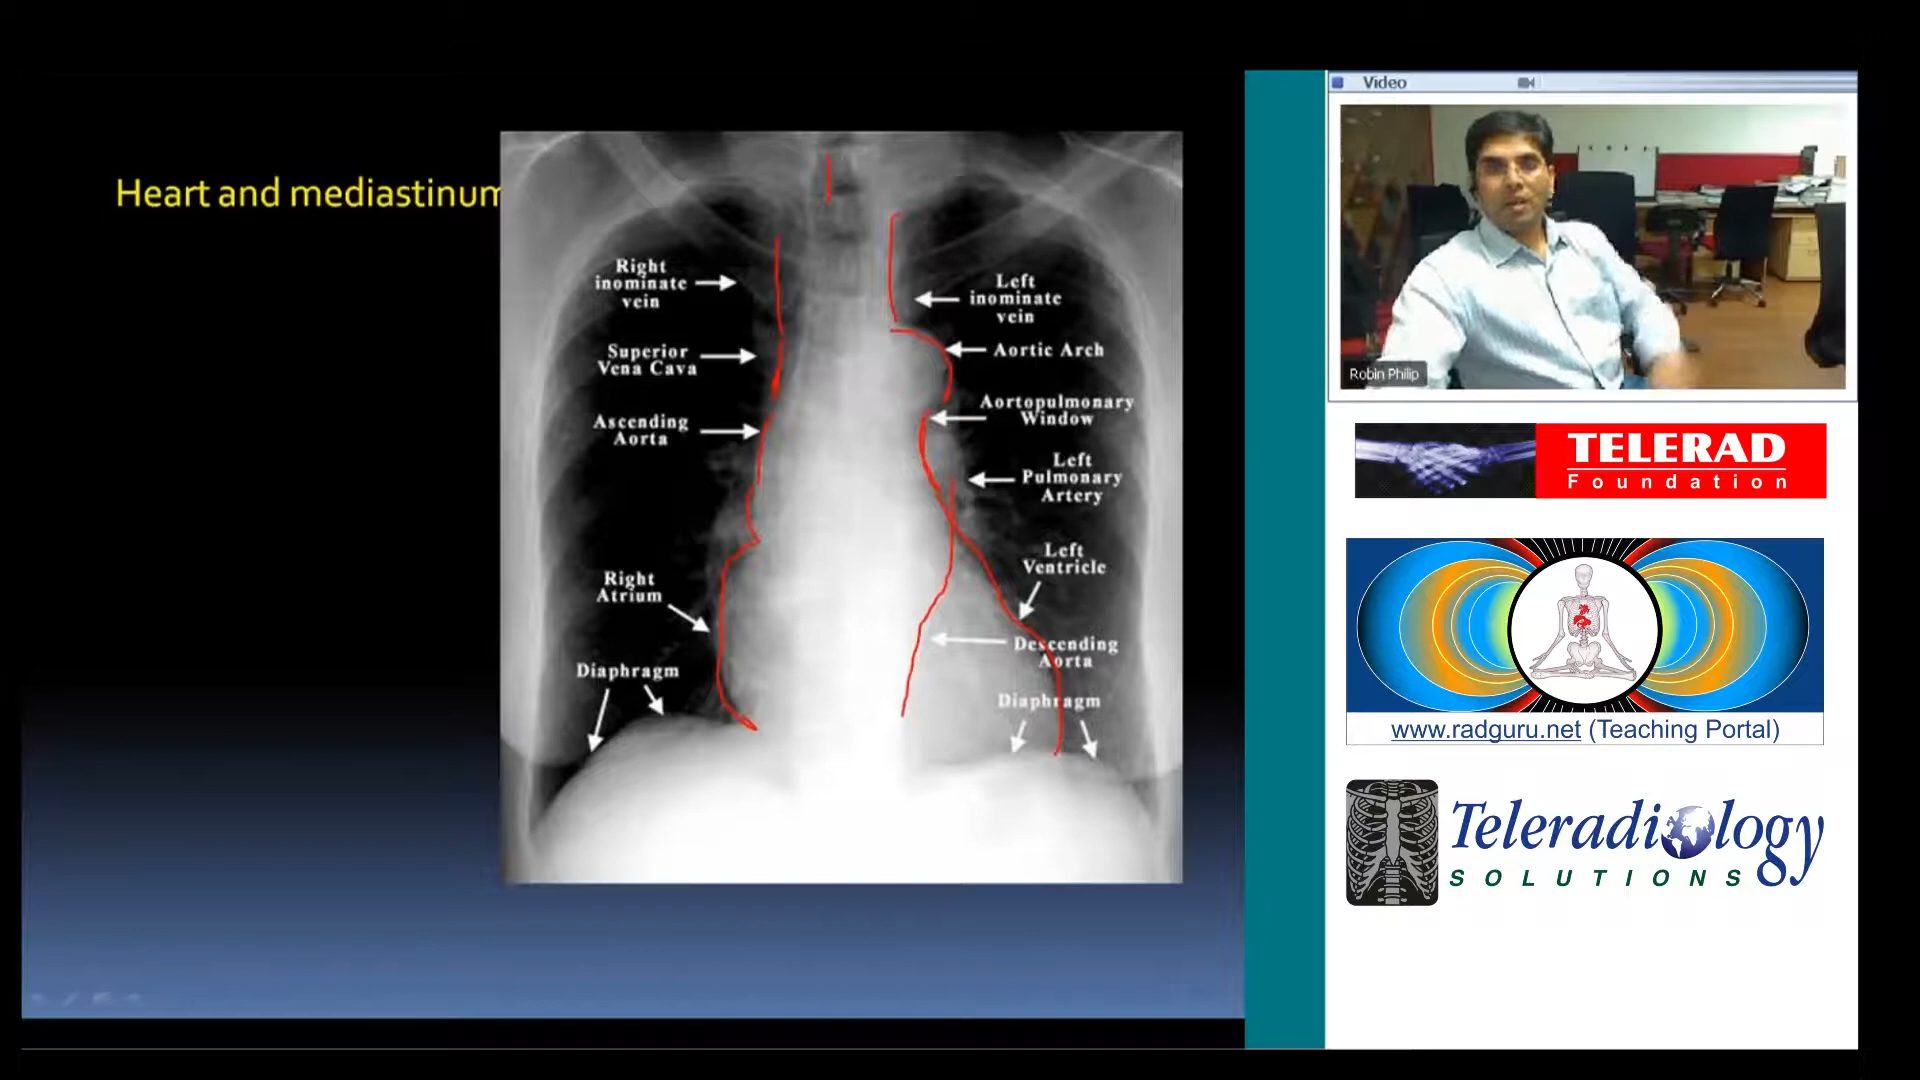 Heart and mediastinum
Right
inominate
vein
Superior
Vena Cava
Ascending
Aorta
Right
Atrium
Diaphragm
Left
inominate
vein
Aortic Arch
Aortopulmonary
Window
Left
Pulmonary
Artery
Left
Ventricle
Descending
Aorta
Diaphragm
Video
Robin Philip
TELERAD
Foundation
www.radguru.net (Teaching Portal)
Teleradiology
SOLUTIONS